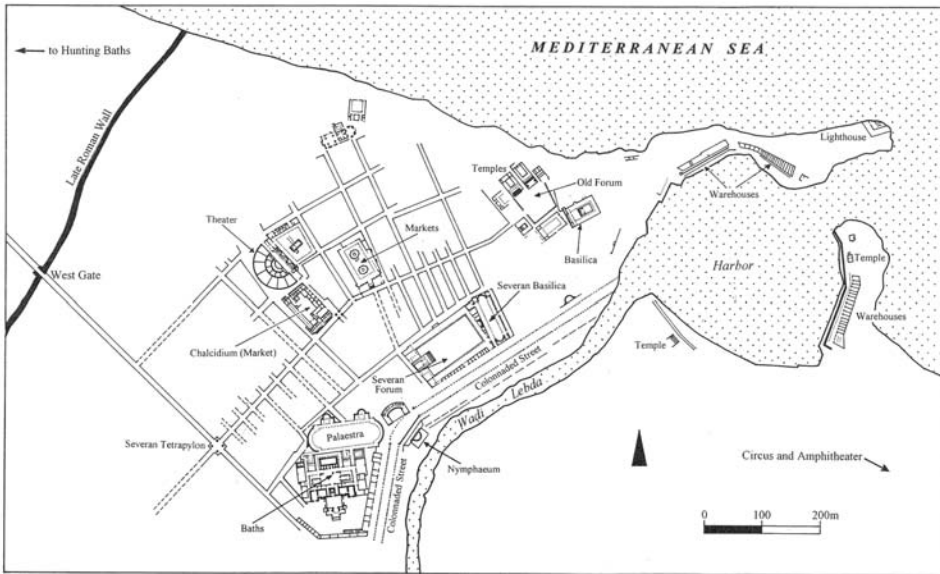 to Hunting Baths
MEDITERRANEAN SEA
Late Roman Wall
Lighthouse
Temples
Old Forum
Warehouses
Theater
Markets
Basilica
Harbor
Temple
West Gate
Severan Basilica
Warehouses
Chalcidium (Market)
Temple
Severan
Forum
Colonnaded Street
Wadi Lebda
Severan Tetrapylon
Palaestra
Nymphaeum
Circus and Amphitheater
Colonnaded Street
Baths
0 100 200m